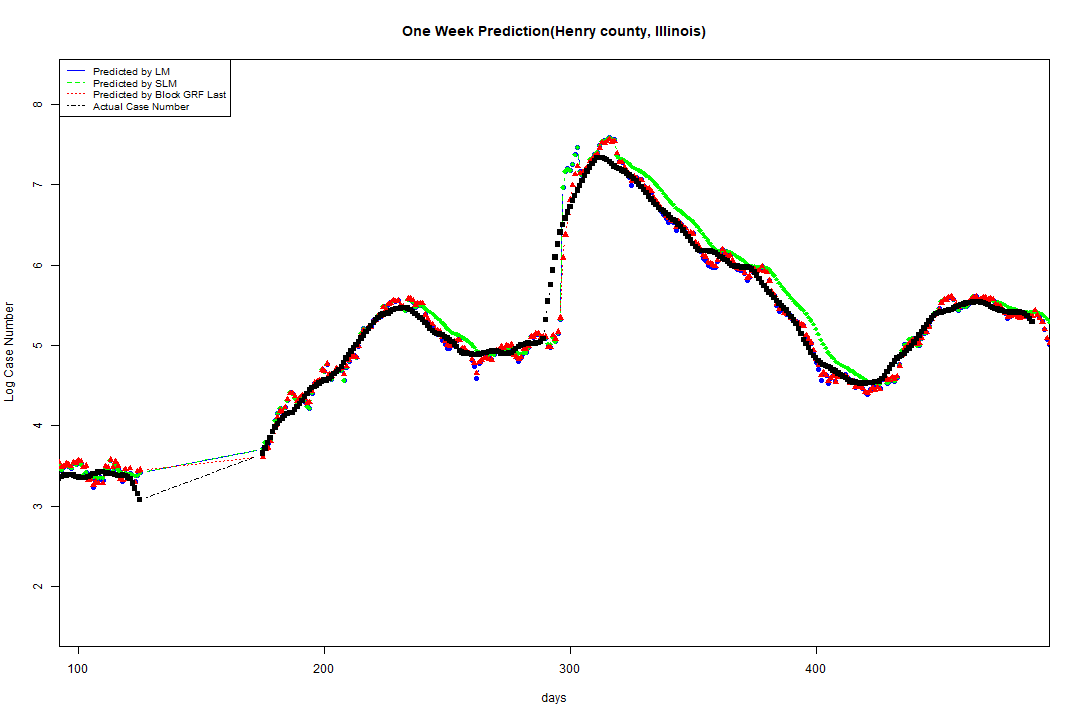 One Week Prediction(Henry county, Illinois)
Predicted by LM
Predicted by SLM
Predicted by Block GRF Last
Actual Case Number
8
7
6
5
4
3
2
Log Case Number
100 200 300 400
days